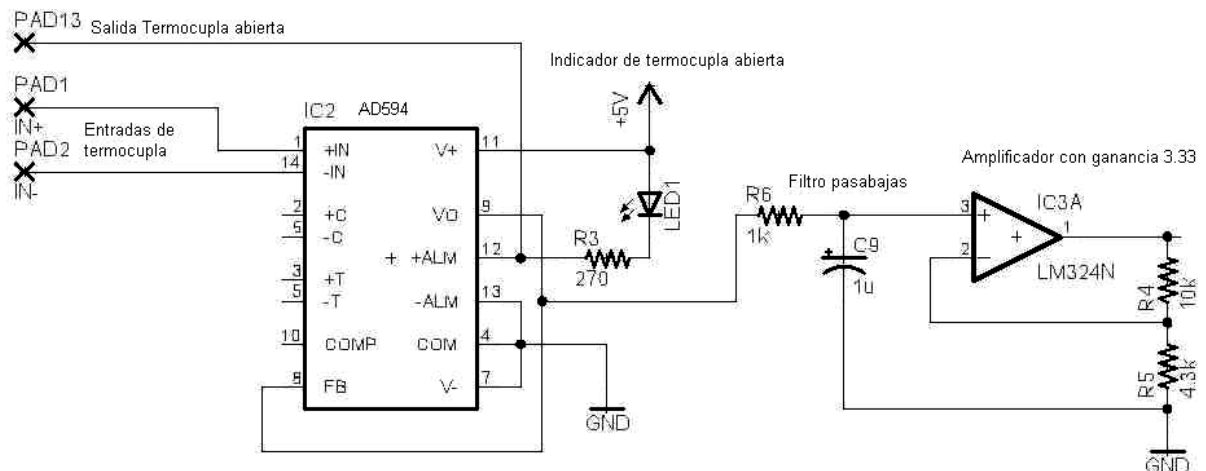 PAD13
Salida Termocupla abierta
PAD1
IN+
Entradas de
termocupla
PAD2
IN-
IC2
AD594
1
+IN
14
-IN
2
+C
5
-C
3
+T
5
-T
10
COMP
8
FB
V+
11
VO
9
+
+ALM
12
-ALM
13
COM
4
V-
7
Indicador de termocupla abierta
+5V
LED1
R3
270
GND
Filtro pasabajas
R6
1k
+
C9
1u
Amplificador con ganancia 3.33
IC3A
3
+
2
−
+
1
LM324N
R4
10k
R5
4.3k
GND